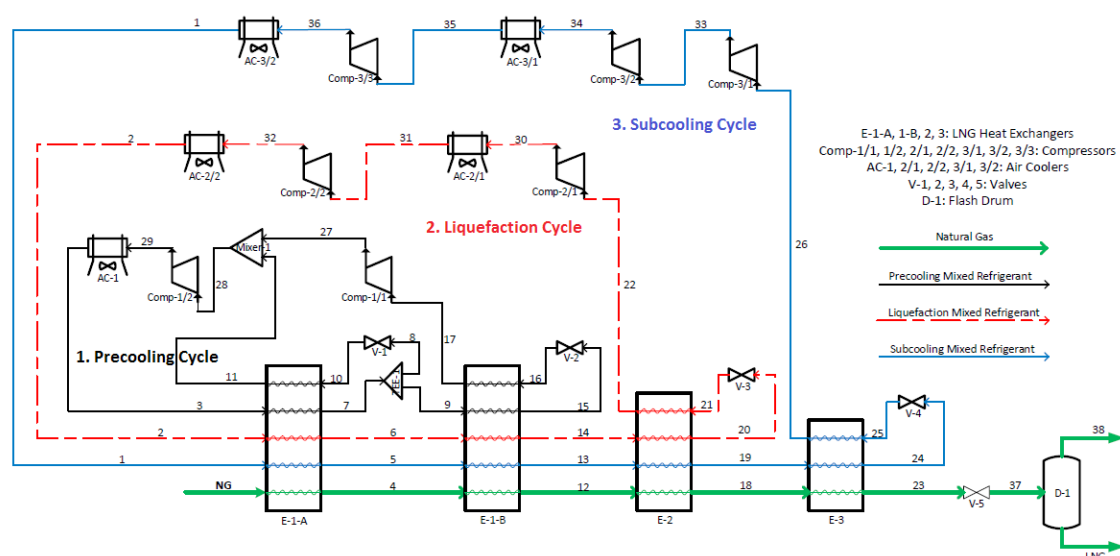 1
36
35
34
33
AC-3/2
Comp-3/3
AC-3/1
Comp-3/2
Comp-3/1
3. Subcooling Cycle
E-1-A, 1-B, 2, 3: LNG Heat Exchangers
Comp-1/1, 1/2, 2/1, 2/2, 3/1, 3/2, 3/3: Compressors
AC-1, 2/1, 2/2, 3/1, 3/2: Air Coolers
V-1, 2, 3, 4, 5: Valves
D-1: Flash Drum
2
32
31
30
AC-2/2
Comp-2/2
AC-2/1
Comp-2/1
2. Liquefaction Cycle
Natural Gas
Precooling Mixed Refrigerant
Liquefaction Mixed Refrigerant
Subcooling Mixed Refrigerant
29
Mixer-1
27
26
AC-1
Comp-1/2
28
Comp-1/1
22
1. Precooling Cycle
17
8
V-1
V-2
V-3
11
10
16
TEE-1
V-4
3
7
9
15
21
2
6
14
20
25
38
1
5
13
19
24
NG
4
12
18
23
37
V-5
D-1
E-1-A
E-1-B
E-2
E-3
LNG